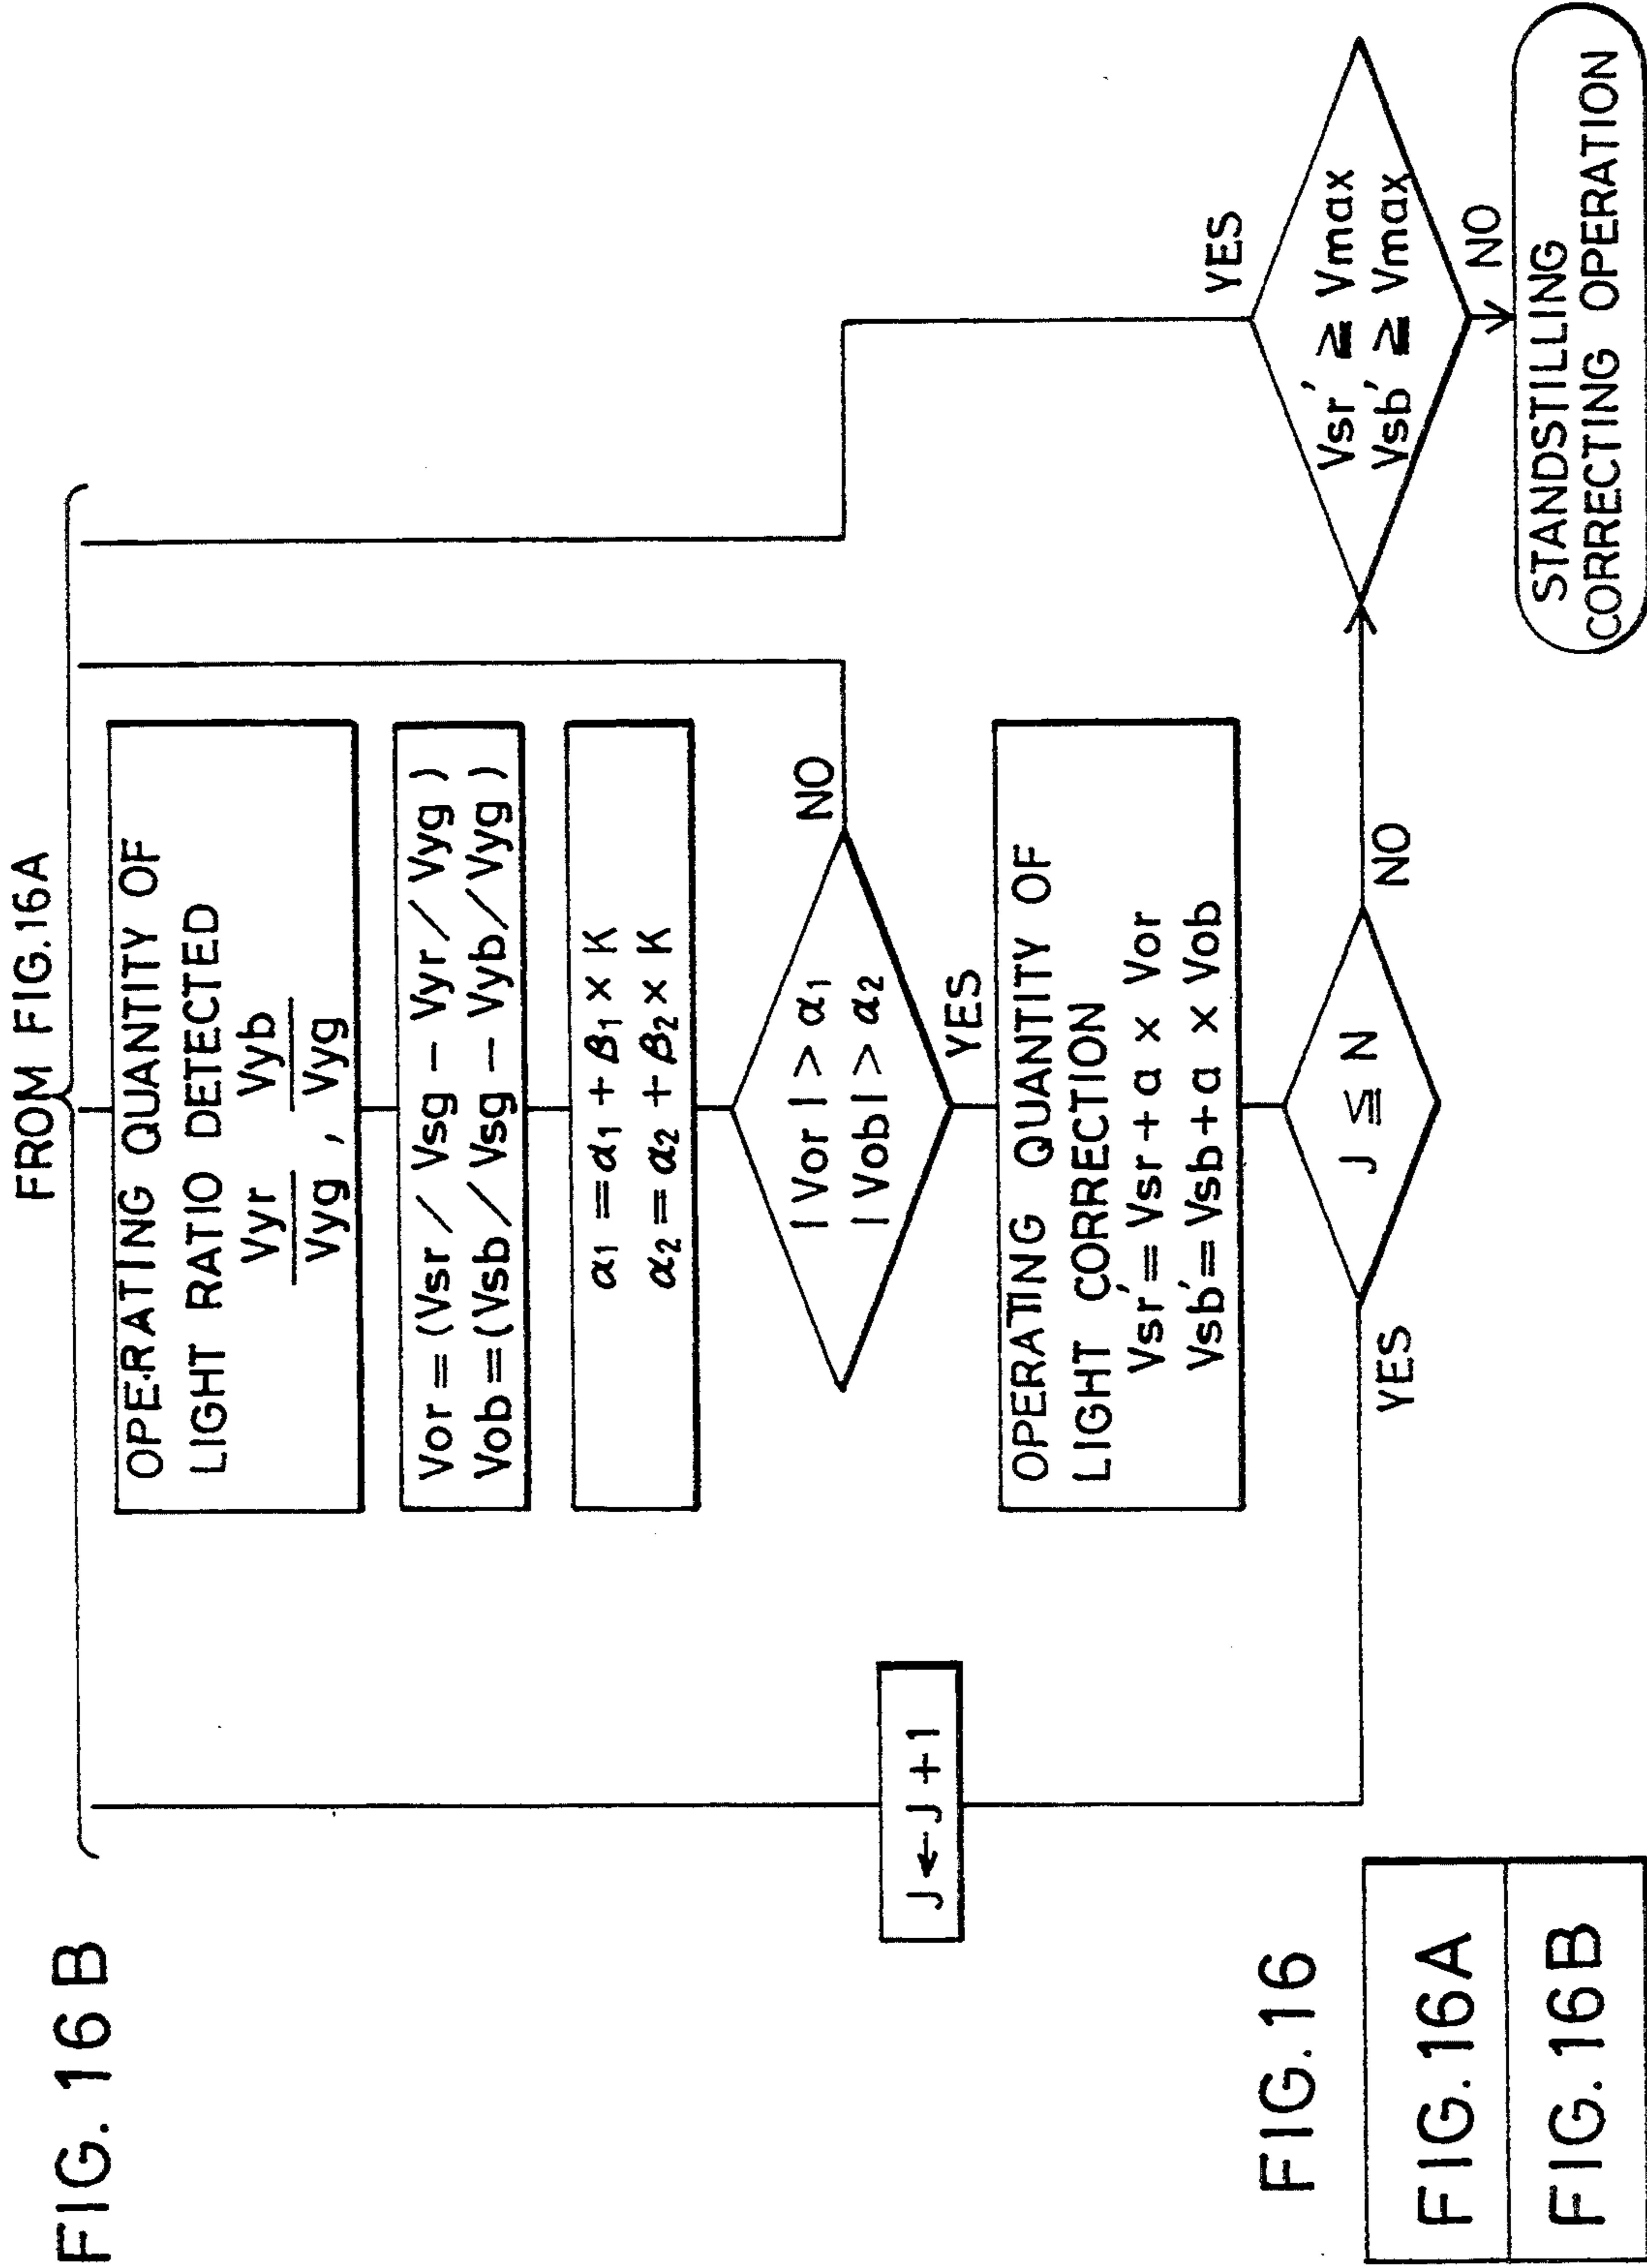 FIG. 16 B
FROM FIG.16A
OPERATING QUANTITY OF
LIGHT RATIO DETECTED
Vyr Vyb
Vyg , Vyg
Vor = (Vsr / Vsg - Vyr / Vyg )
Vob = (Vsb / Vsg - Vyb / Vyg )
α1 = α1 + β1 × K
α2 = α2 + β2 × K
| Vor | > α1
| Vob | > α2
NO
YES
OPERATING QUANTITY OF
LIGHT CORRECTION
Vsr' = Vsr + a × Vor
Vsb' = Vsb + a × Vob
J ≦ N
YES
NO
J ← J + 1
Vsr' ≧ Vmax
Vsb' ≧ Vmax
YES
NO
STANDSTILLING
CORRECTING OPERATION
FIG. 16
FIG. 16A
FIG. 16 B